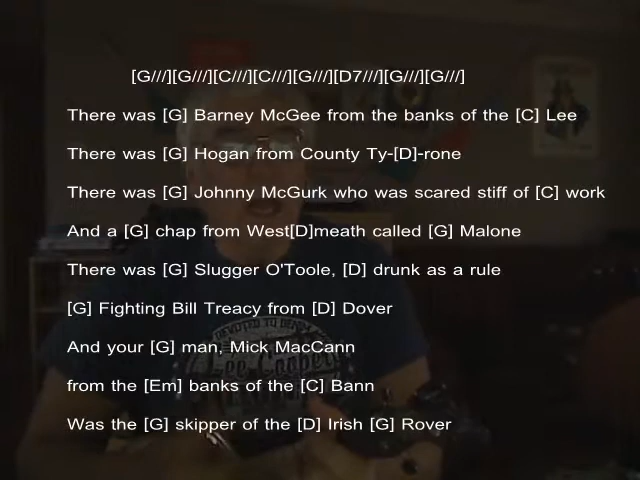 [G///][G///][C///][C///][G///][D7///][G///][G///]
There was [G] Barney McGee from the banks of the [C] Lee
There was [G] Hogan from County Ty-[D]-rone
There was [G] Johnny McGurk who was scared stiff of [C] work
And a [G] chap from West[D]meath called [G] Malone
There was [G] Slugger O'Toole, [D] drunk as a rule
[G] Fighting Bill Treacy from [D] Dover
And your [G] man, Mick MacCann
from the [Em] banks of the [C] Bann
Was the [G] skipper of the [D] Irish [G] Rover